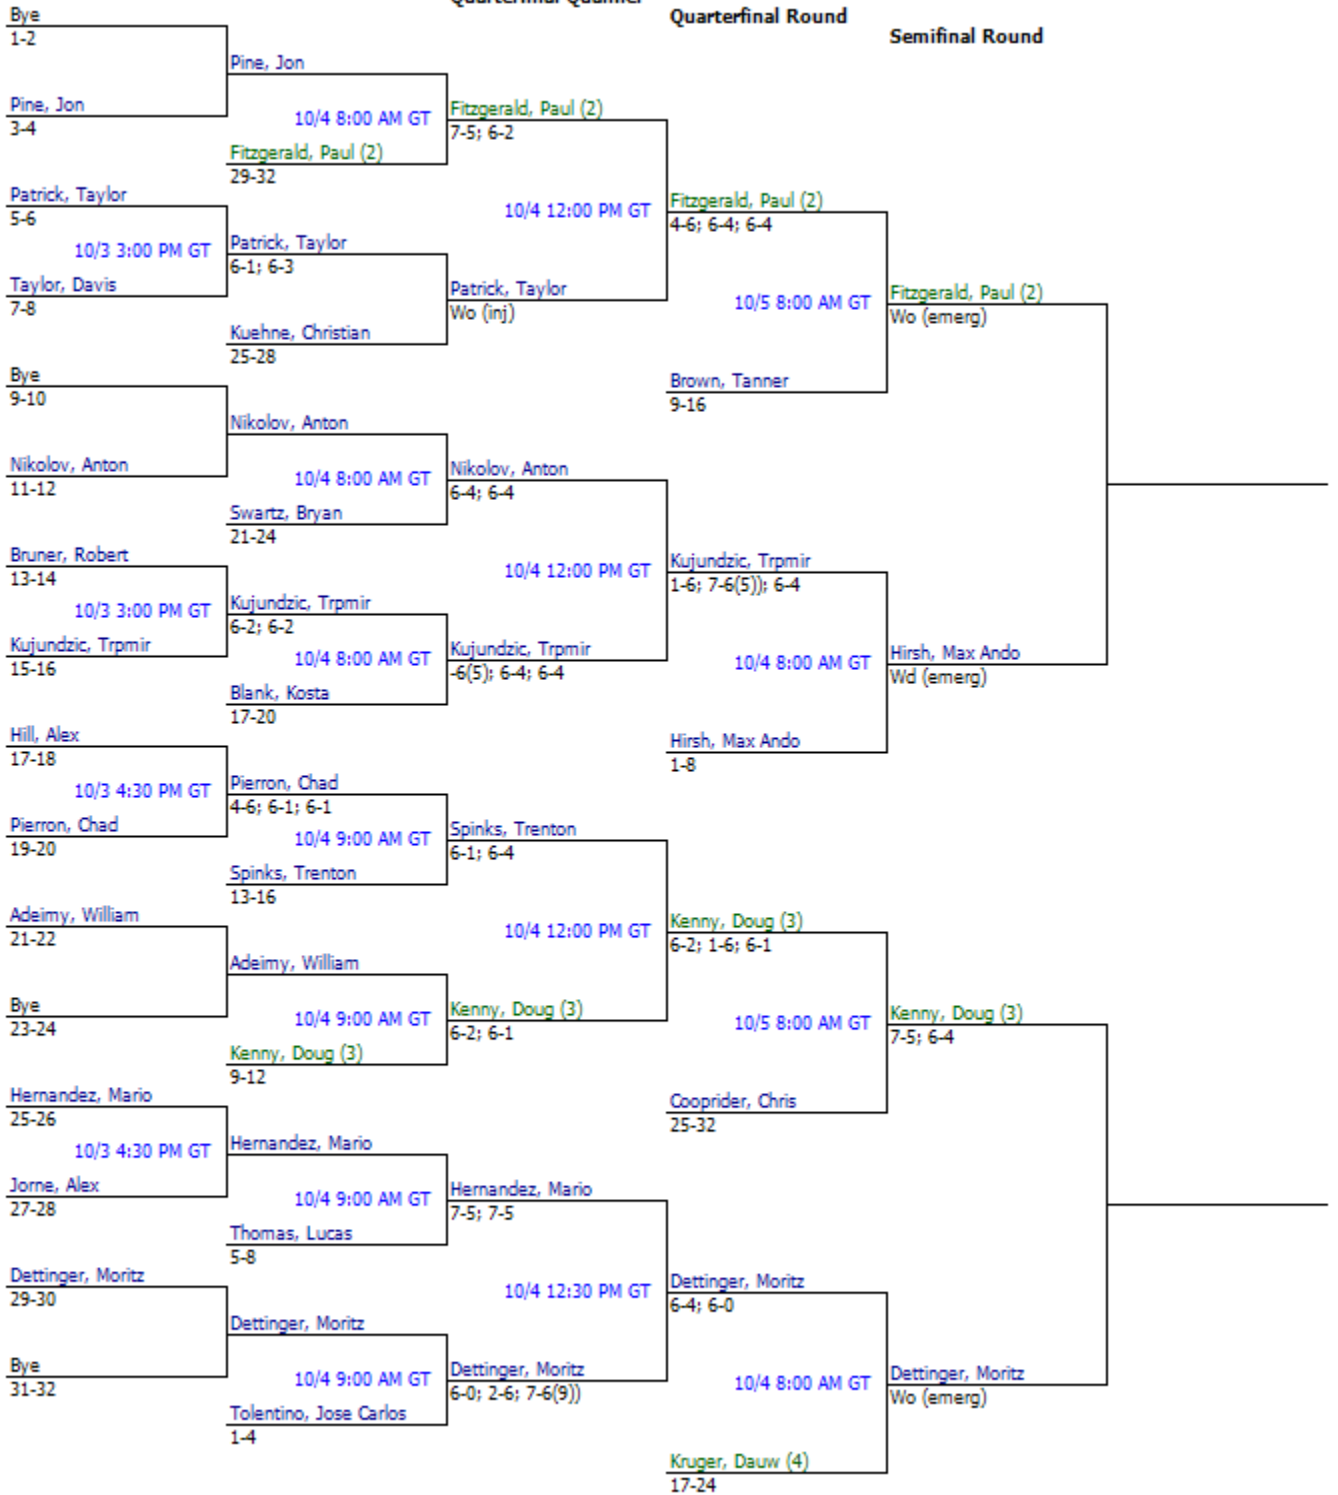 Quarterfinal Qualifier
Quarterfinal Round
Semifinal Round
Bye
1-2
Pine, Jon
Pine, Jon
3-4
10/4 8:00 AM GT
Fitzgerald, Paul (2)
7-5; 6-2
Fitzgerald, Paul (2)
29-32
Patrick, Taylor
5-6
10/4 12:00 PM GT
Fitzgerald, Paul (2)
4-6; 6-4; 6-4
10/3 3:00 PM GT
Patrick, Taylor
6-1; 6-3
Taylor, Davis
7-8
Patrick, Taylor
Wo (inj)
10/5 8:00 AM GT
Fitzgerald, Paul (2)
Wo (emerg)
Kuehne, Christian
25-28
Bye
9-10
Brown, Tanner
9-16
Nikolov, Anton
Nikolov, Anton
11-12
10/4 8:00 AM GT
Nikolov, Anton
6-4; 6-4
Swartz, Bryan
21-24
Bruner, Robert
13-14
10/4 12:00 PM GT
Kujundzic, Trpmir
1-6; 7-6(5)); 6-4
10/3 3:00 PM GT
Kujundzic, Trpmir
6-2; 6-2
Kujundzic, Trpmir
15-16
10/4 8:00 AM GT
Kujundzic, Trpmir
-6(5); 6-4; 6-4
10/4 8:00 AM GT
Hirsh, Max Ando
Wd (emerg)
Blank, Kosta
17-20
Hill, Alex
17-18
Hirsh, Max Ando
1-8
10/3 4:30 PM GT
Pierron, Chad
4-6; 6-1; 6-1
Pierron, Chad
19-20
10/4 9:00 AM GT
Spinks, Trenton
6-1; 6-4
Spinks, Trenton
13-16
Adeimy, William
21-22
10/4 12:00 PM GT
Kenny, Doug (3)
6-2; 1-6; 6-1
Adeimy, William
Bye
23-24
10/4 9:00 AM GT
Kenny, Doug (3)
6-2; 6-1
10/5 8:00 AM GT
Kenny, Doug (3)
7-5; 6-4
Kenny, Doug (3)
9-12
Hernandez, Mario
25-26
Cooprider, Chris
25-32
10/3 4:30 PM GT
Hernandez, Mario
Jorne, Alex
27-28
10/4 9:00 AM GT
Hernandez, Mario
7-5; 7-5
Thomas, Lucas
5-8
Dettinger, Moritz
29-30
10/4 12:30 PM GT
Dettinger, Moritz
6-4; 6-0
Dettinger, Moritz
Bye
31-32
10/4 9:00 AM GT
Dettinger, Moritz
6-0; 2-6; 7-6(9))
10/4 8:00 AM GT
Dettinger, Moritz
Wo (emerg)
Tolentino, Jose Carlos
1-4
Kruger, Dauw (4)
17-24